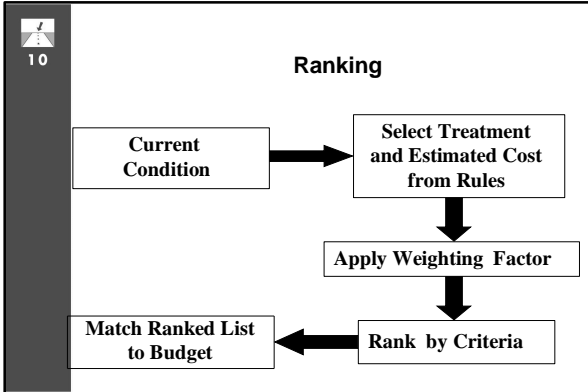 10
Ranking
Current
Condition
Select Treatment
and Estimated Cost
from Rules
Apply Weighting Factor
Rank by Criteria
Match Ranked List
to Budget